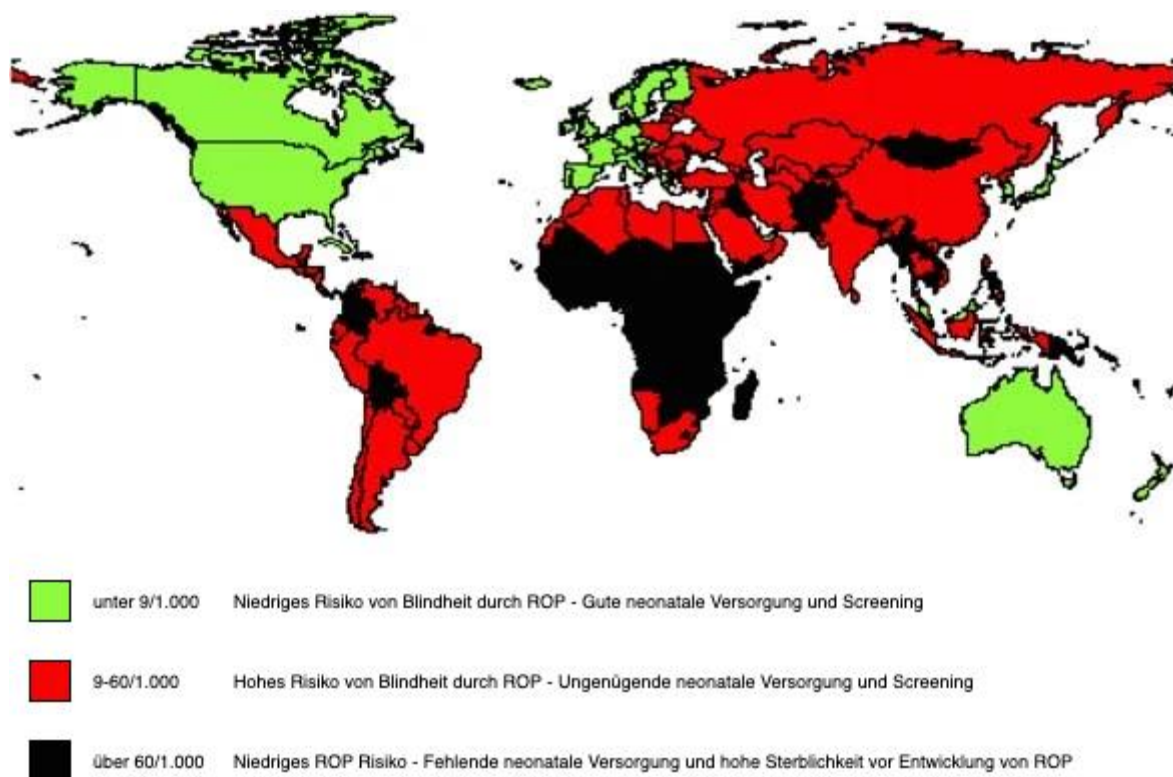 unter 9/1.000 Niedriges Risiko von Blindheit durch ROP - Gute neonatale Versorgung und Screening
9-60/1.000 Hohes Risiko von Blindheit durch ROP - Ungenügende neonatale Versorgung und Screening
über 60/1.000 Niedriges ROP Risiko - Fehlende neonatale Versorgung und hohe Sterblichkeit vor Entwicklung von ROP